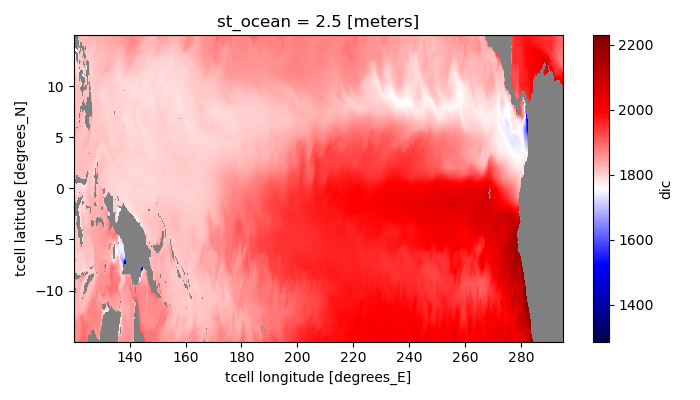 st_ocean = 2.5 [meters]
10
5
0
−5
−10
tcell latitude [degrees_N]
140 160 180 200 220 240 260 280
tcell longitude [degrees_E]
2200
2000
1800
1600
1400
dic